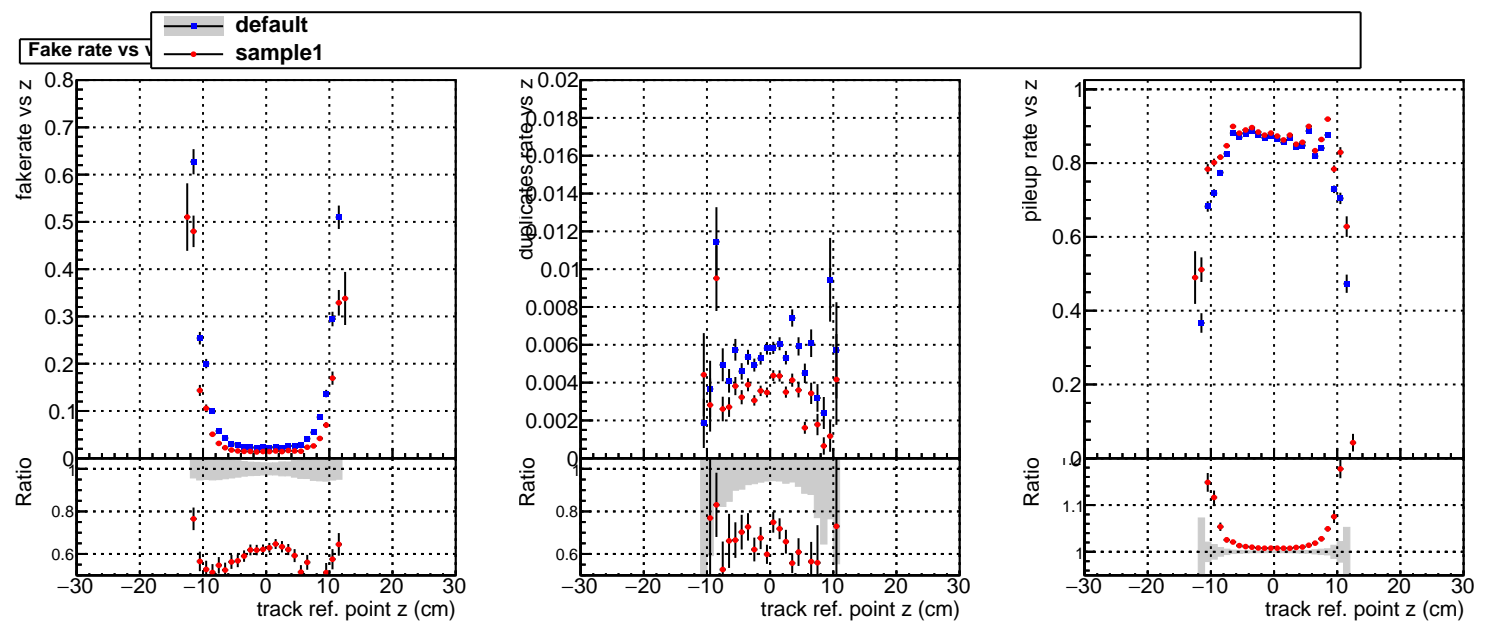 default
sample1
Fake rate vs v
fakerate vs z
0.8
0.7
0.6
0.5
0.4
0.3
0.2
0.1
0
Ratio
1
0.8
0.6
−30 −20 −10 0 10 20 30
track ref. point z (cm)
duplicates rate vs z
0.02
0.018
0.016
0.014
0.012
0.01
0.008
0.006
0.004
0.002
0
Ratio
1
0.8
0.6
−30 −20 −10 0 10 20 30
track ref. point z (cm)
pileup rate vs z
1
0.8
0.6
0.4
0.2
0
Ratio
1.1
1
−30 −20 −10 0 10 20 30
track ref. point z (cm)